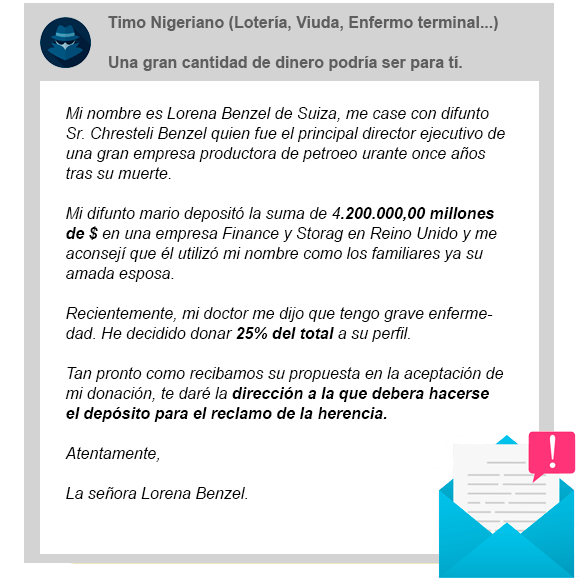 Timo Nigeriano (Lotería, Viuda, Enfermo terminal...)
Una gran cantidad de dinero podría ser para tí.
Mi nombre es Lorena Benzel de Suiza, me case con difunto
Sr. Chresteli Benzel quien fue el principal director ejecutivo de
una gran empresa productora de petroeo urante once años
tras su muerte.
Mi difunto mario depositó la suma de 4.200.000,00 millones
de $ en una empresa Finance y Storag en Reino Unido y me
aconsejí que él utilizó mi nombre como los familiares ya su
amada esposa.
Recientemente, mi doctor me dijo que tengo grave enferme-
dad. He decidido donar 25% del total a su perfil.
Tan pronto como recibamos su propuesta en la aceptación de
mi donación, te daré la dirección a la que debera hacerse
el depósito para el reclamo de la herencia.
Atentamente,
La señora Lorena Benzel.
!